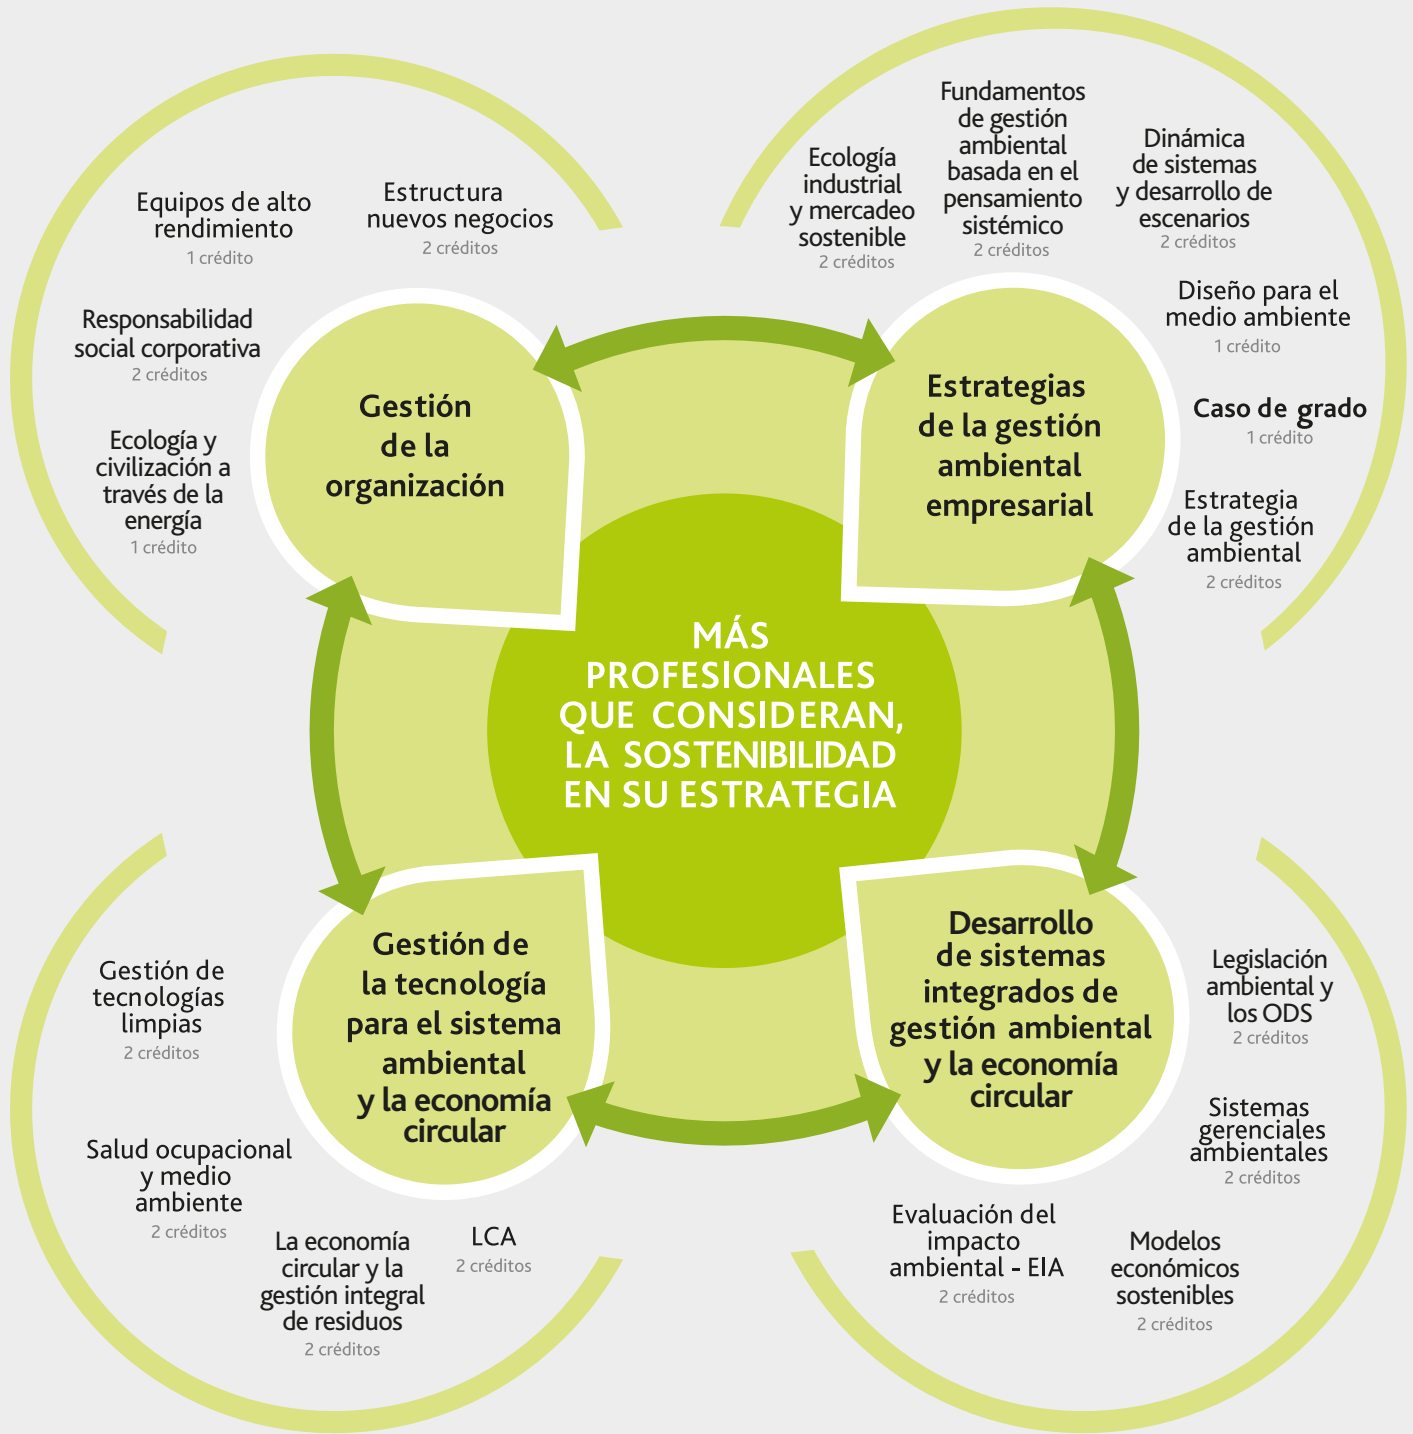 Equipos de alto
rendimiento
1 crédito
Estructura
nuevos negocios
2 créditos
Responsabilidad
social corporativa
2 créditos
Ecología y
civilización a
través de la
energía
1 crédito
Gestión
de la
organización
Ecología
industrial
y mercadeo
sostenible
2 créditos
Fundamentos
de gestión
ambiental
basada en el
pensamiento
sistémico
2 créditos
Dinámica
de sistemas
y desarrollo de
escenarios
2 créditos
Diseño para el
medio ambiente
1 crédito
Caso de grado
1 crédito
Estrategia
de la gestión
ambiental
2 créditos
Estrategias
de la gestión
ambiental
empresarial
MÁS
PROFESIONALES
QUE CONSIDERAN,
LA SOSTENIBILIDAD
EN SU ESTRATEGIA
Gestión de
la tecnología
para el sistema
ambiental
y la economía
circular
Gestión de
tecnologías
limpias
2 créditos
Salud ocupacional
y medio
ambiente
2 créditos
La economía
circular y la
gestión integral
de residuos
2 créditos
LCA
2 créditos
Desarrollo
de sistemas
integrados de
gestión ambiental
y la economía
circular
Legislación
ambiental y
los ODS
2 créditos
Sistemas
gerenciales
ambientales
2 créditos
Evaluación del
impacto
ambiental - EIA
2 créditos
Modelos
económicos
sostenibles
2 créditos